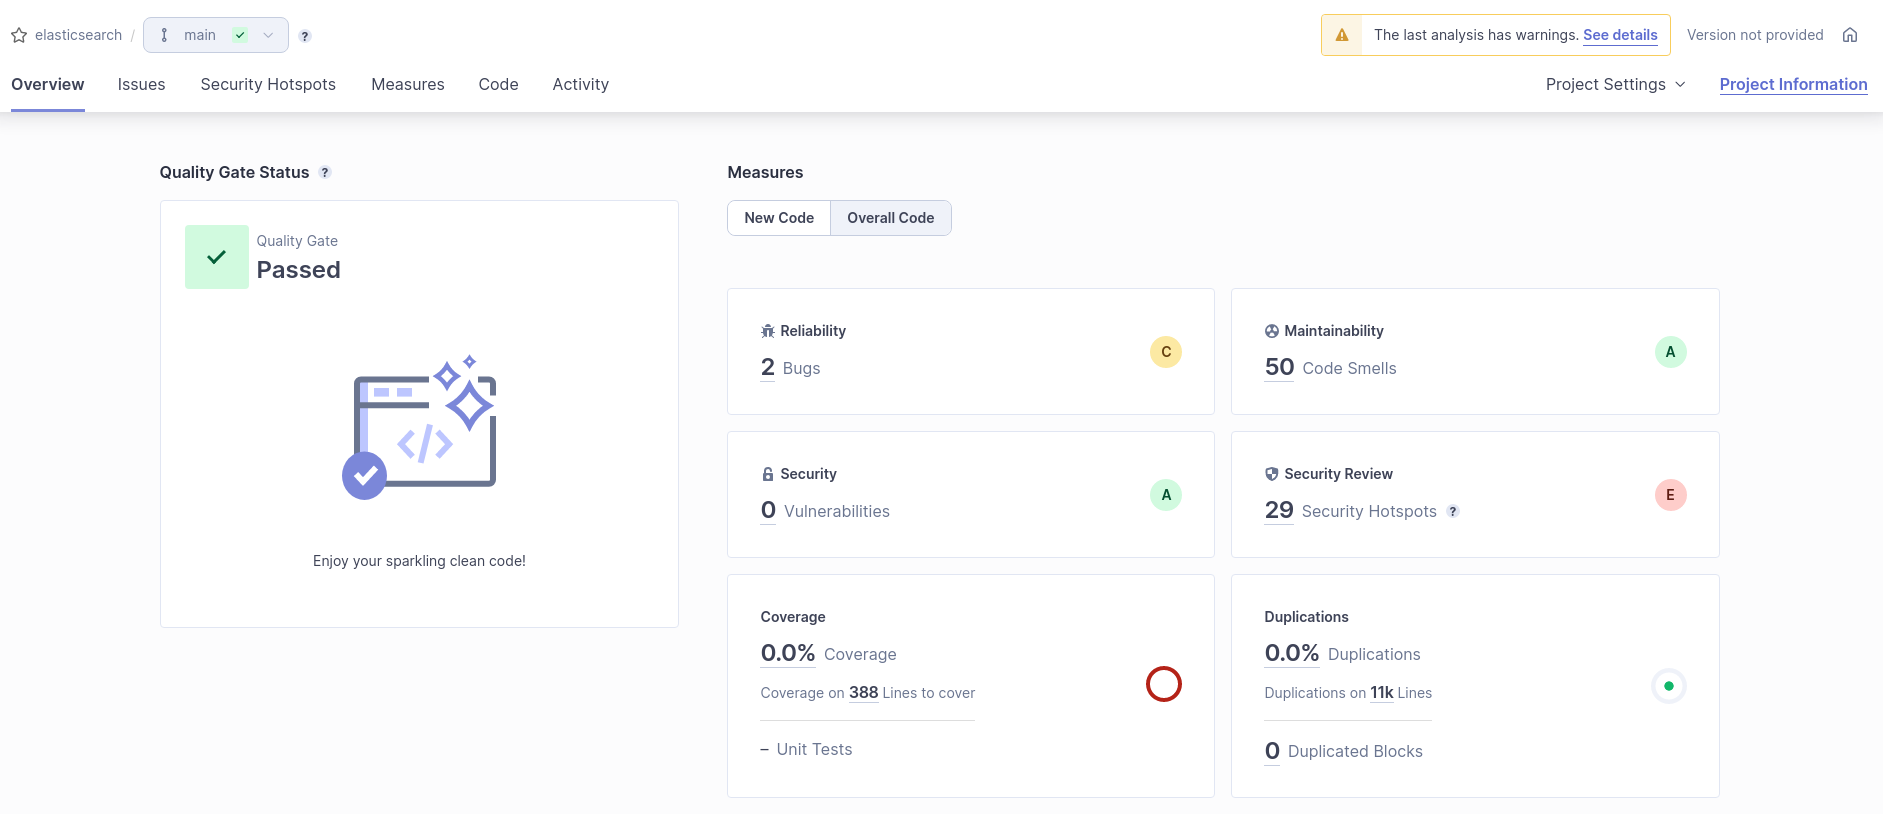 elasticsearch / main ?
The last analysis has warnings. See details Version not provided
Overview Issues Security Hotspots Measures Code Activity Project Settings Project Information
Quality Gate Status ?
Quality Gate
Passed
</>
Enjoy your sparkling clean code!
Measures
New Code Overall Code
Reliability
2 Bugs
C
Maintainability
50 Code Smells
A
Security
0 Vulnerabilities
A
Security Review
29 Security Hotspots ?
E
Coverage
0.0% Coverage
Coverage on 388 Lines to cover
– Unit Tests
Duplications
0.0% Duplications
Duplications on 11k Lines
0 Duplicated Blocks